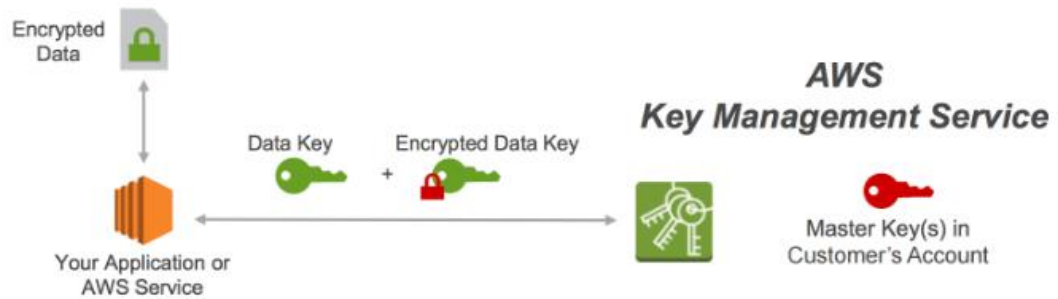 Encrypted
Data
AWS
Key Management Service
Data Key
+
Encrypted Data Key
Your Application or
AWS Service
Master Key(s) in
Customer's Account